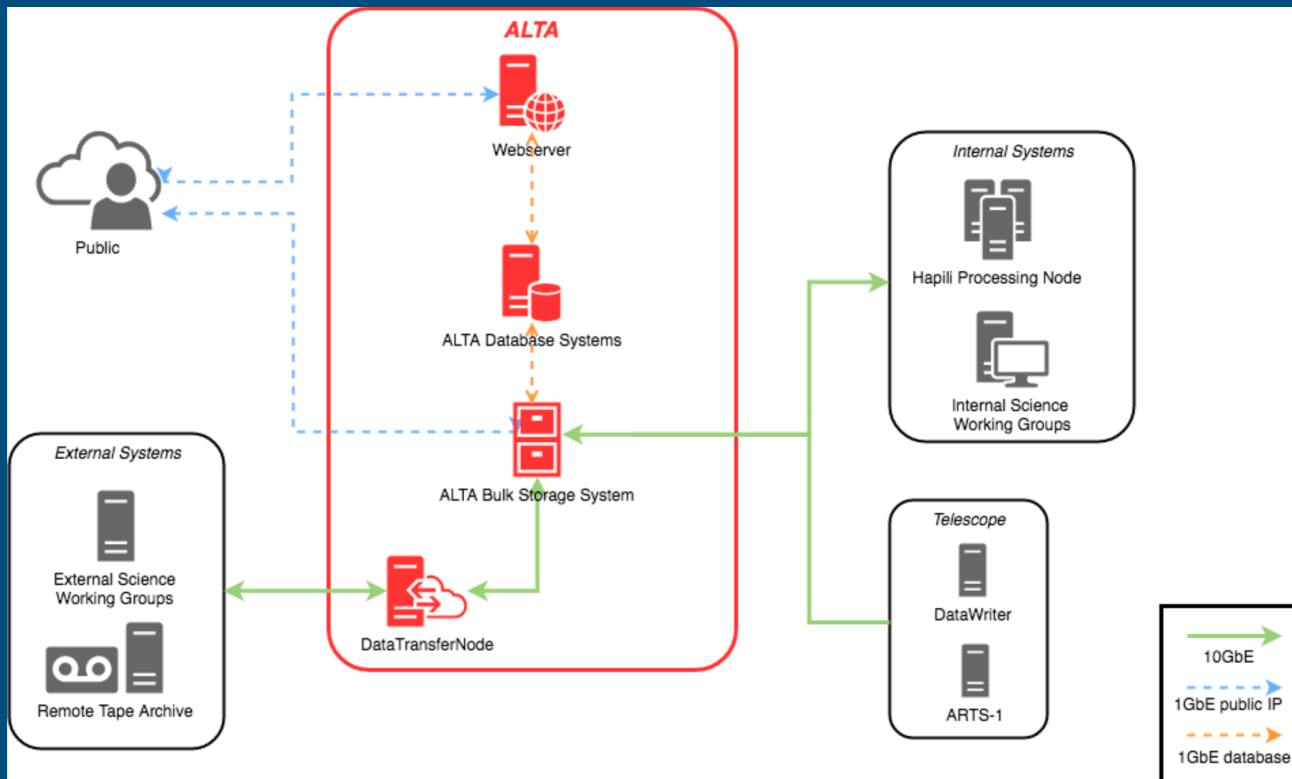 ALTA
Webserver
Public
ALTA Database Systems
ALTA Bulk Storage System
DataTransferNode
External Systems
External Science
Working Groups
Remote Tape Archive
Internal Systems
Hapili Processing Node
Internal Science
Working Groups
Telescope
DataWriter
ARTS-1
10GbE
1GbE public IP
1GbE database